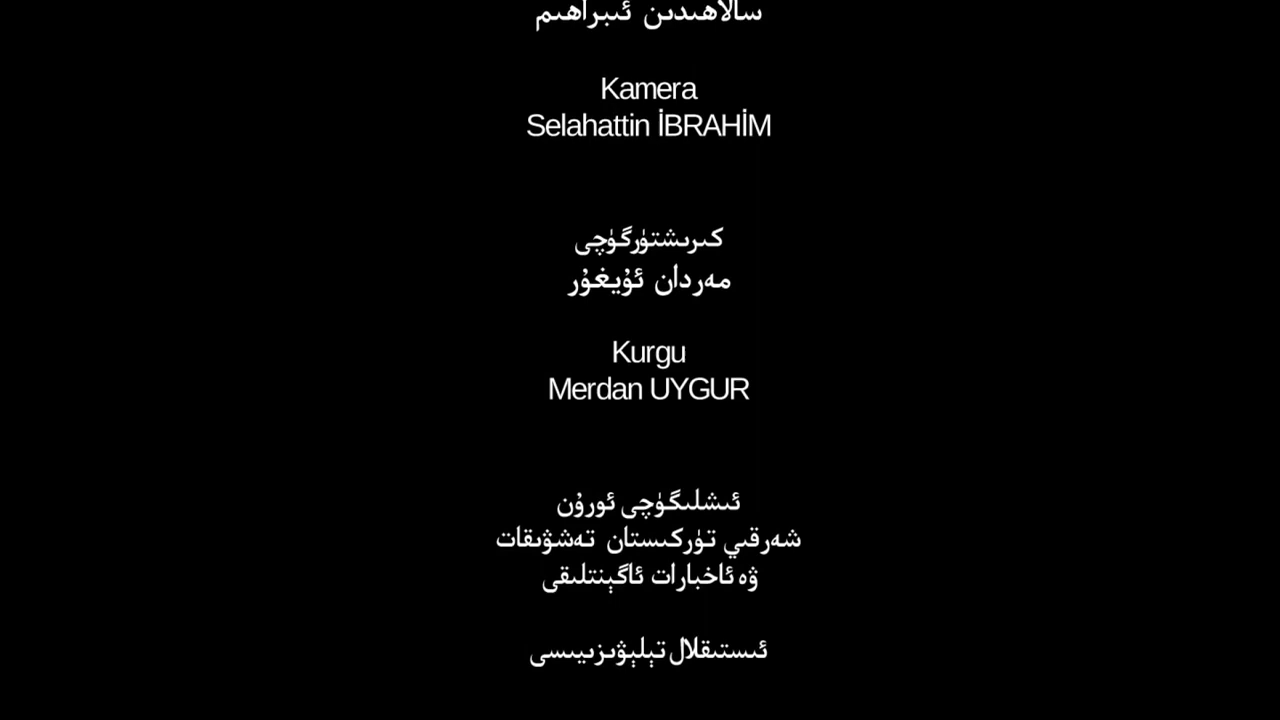 سالاھىدىن ئىبراھىم
Kamera
Selahattin İBRAHİM
كىرىشتۈرگۈچى
مەردان ئۇيغۇر
Kurgu
Merdan UYGUR
ئىشلىگۈچى ئورۇن
شەرقىي تۈركىستان تەشۋىقات
ۋە ئاخبارات ئاگېنتلىقى
ئىستىقلال تېلېۋىزىيىسى